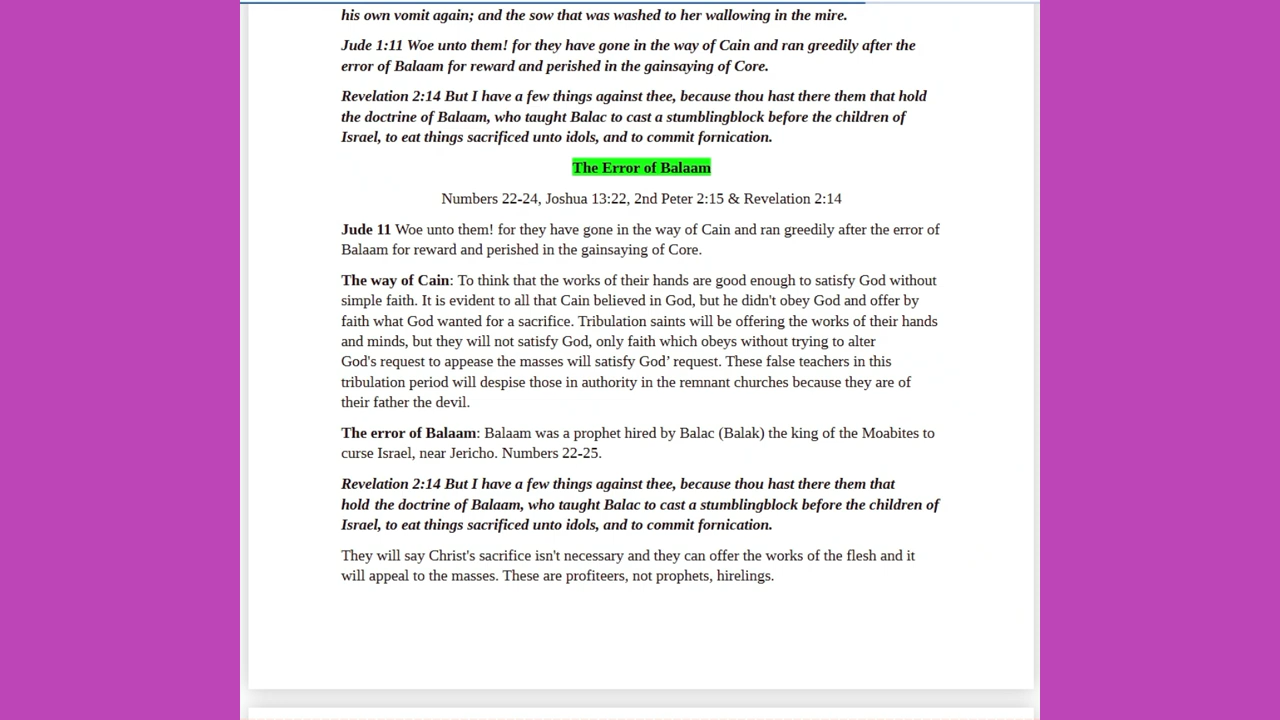 his own vomit again; and the sow that was washed to her wallowing in the mire.
Jude 1:11 Woe unto them! for they have gone in the way of Cain and ran greedily after the
error of Balaam for reward and perished in the gainsaying of Core.
Revelation 2:14 But I have a few things against thee, because thou hast there them that hold
the doctrine of Balaam, who taught Balac to cast a stumblingblock before the children of
Israel, to eat things sacrificed unto idols, and to commit fornication.
The Error of Balaam
Numbers 22-24, Joshua 13:22, 2nd Peter 2:15 & Revelation 2:14
Jude 11 Woe unto them! for they have gone in the way of Cain and ran greedily after the error of
Balaam for reward and perished in the gainsaying of Core.
The way of Cain: To think that the works of their hands are good enough to satisfy God without
simple faith. It is evident to all that Cain believed in God, but he didn't obey God and offer by
faith what God wanted for a sacrifice. Tribulation saints will be offering the works of their hands
and minds, but they will not satisfy God, only faith which obeys without trying to alter
God's request to appease the masses will satisfy God’ request. These false teachers in this
tribulation period will despise those in authority in the remnant churches because they are of
their father the devil.
The error of Balaam: Balaam was a prophet hired by Balac (Balak) the king of the Moabites to
curse Israel, near Jericho. Numbers 22-25.
Revelation 2:14 But I have a few things against thee, because thou hast there them that
hold the doctrine of Balaam, who taught Balac to cast a stumblingblock before the children of
Israel, to eat things sacrificed unto idols, and to commit fornication.
They will say Christ's sacrifice isn't necessary and they can offer the works of the flesh and it
will appeal to the masses. These are profiteers, not prophets, hirelings.